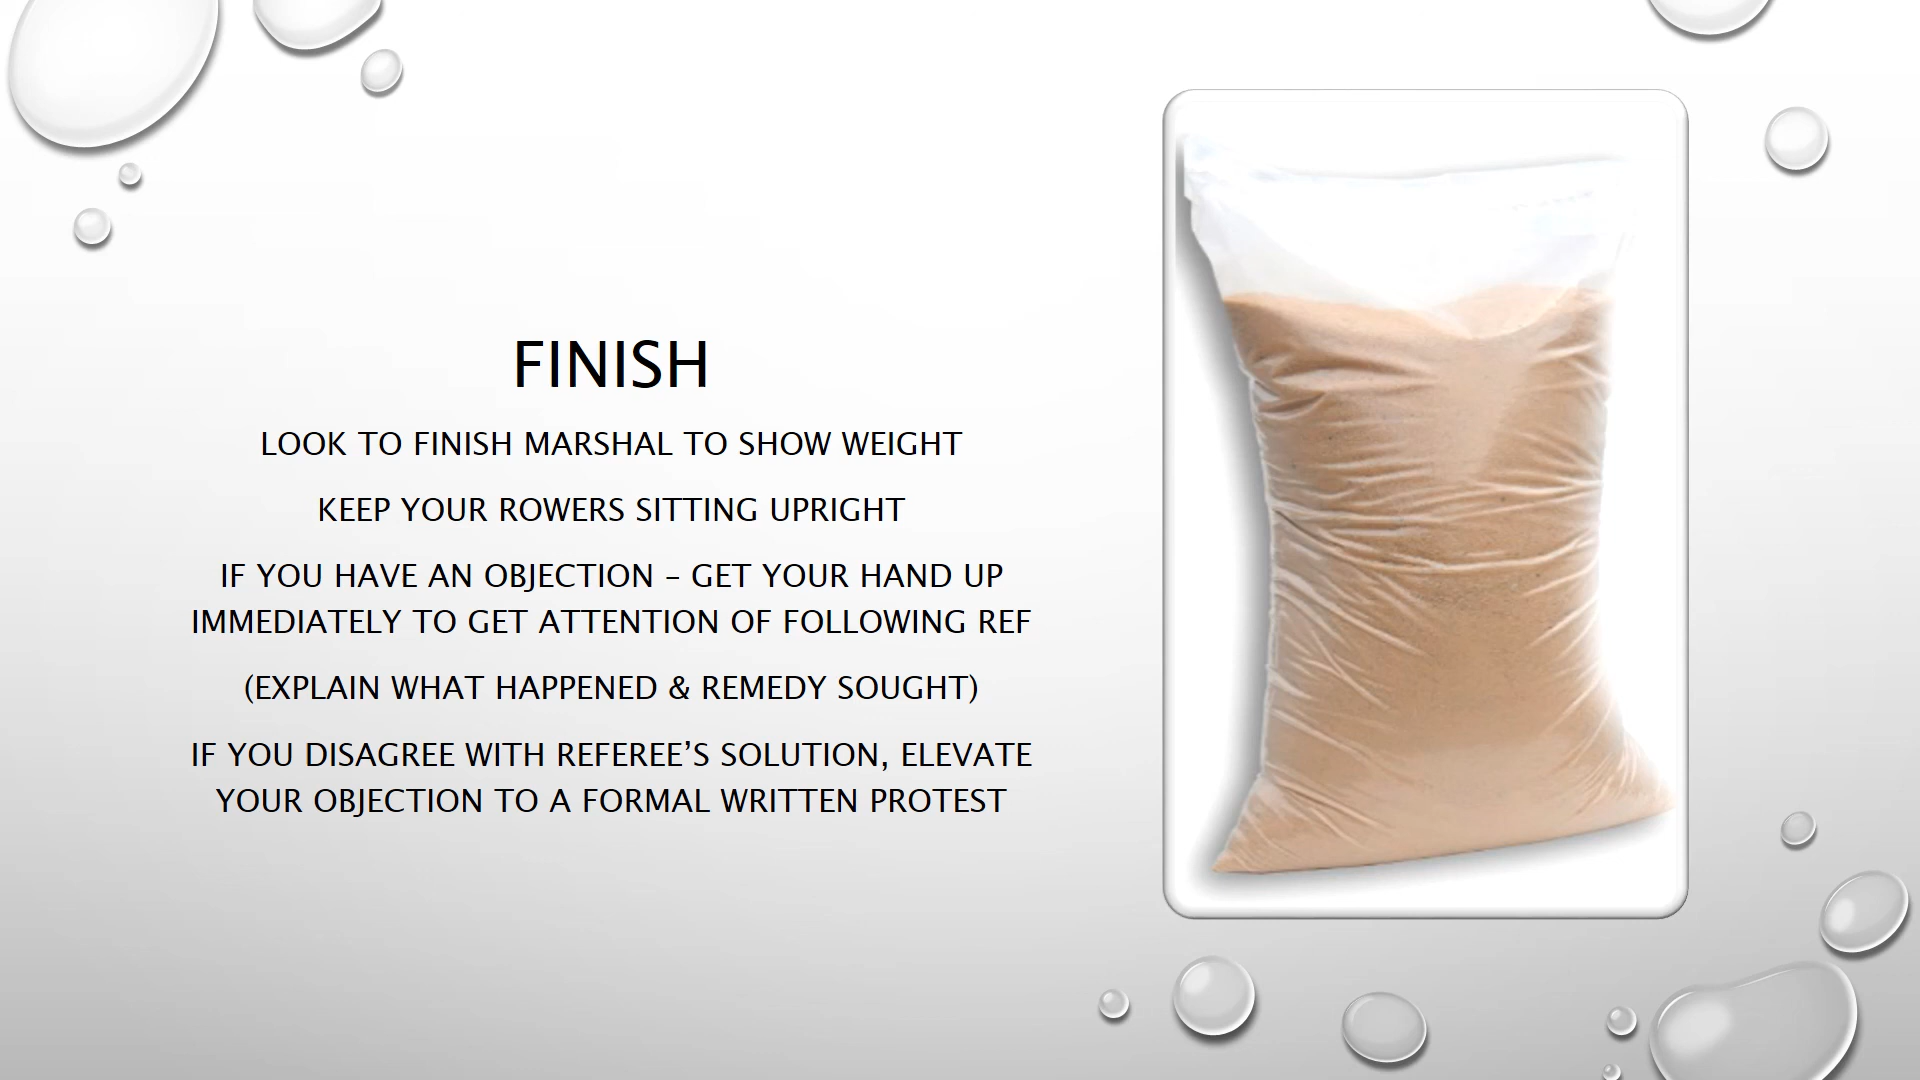 FINISH
LOOK TO FINISH MARSHAL TO SHOW WEIGHT
KEEP YOUR ROWERS SITTING UPRIGHT
IF YOU HAVE AN OBJECTION – GET YOUR HAND UP
IMMEDIATELY TO GET ATTENTION OF FOLLOWING REF
(EXPLAIN WHAT HAPPENED & REMEDY SOUGHT)
IF YOU DISAGREE WITH REFEREE’S SOLUTION, ELEVATE
YOUR OBJECTION TO A FORMAL WRITTEN PROTEST